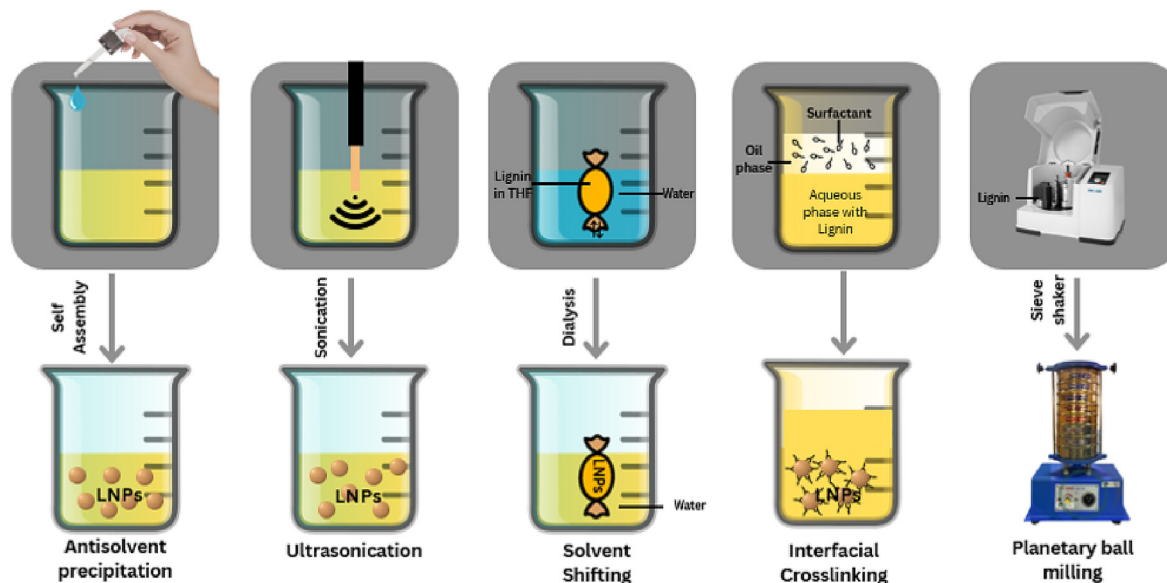 Lignin
in THF
Water
Surfactant
Oil
phase
Aqueous
phase with
Lignin
Lignin
Self
Assembly
Sonication
Dialysis
Sieve
shaker
LNPs
LNPs
LNPs
Water
LNPs
Antisolvent
precipitation
Ultrasonication
Solvent
Shifting
Interfacial
Crosslinking
Planetary ball
milling